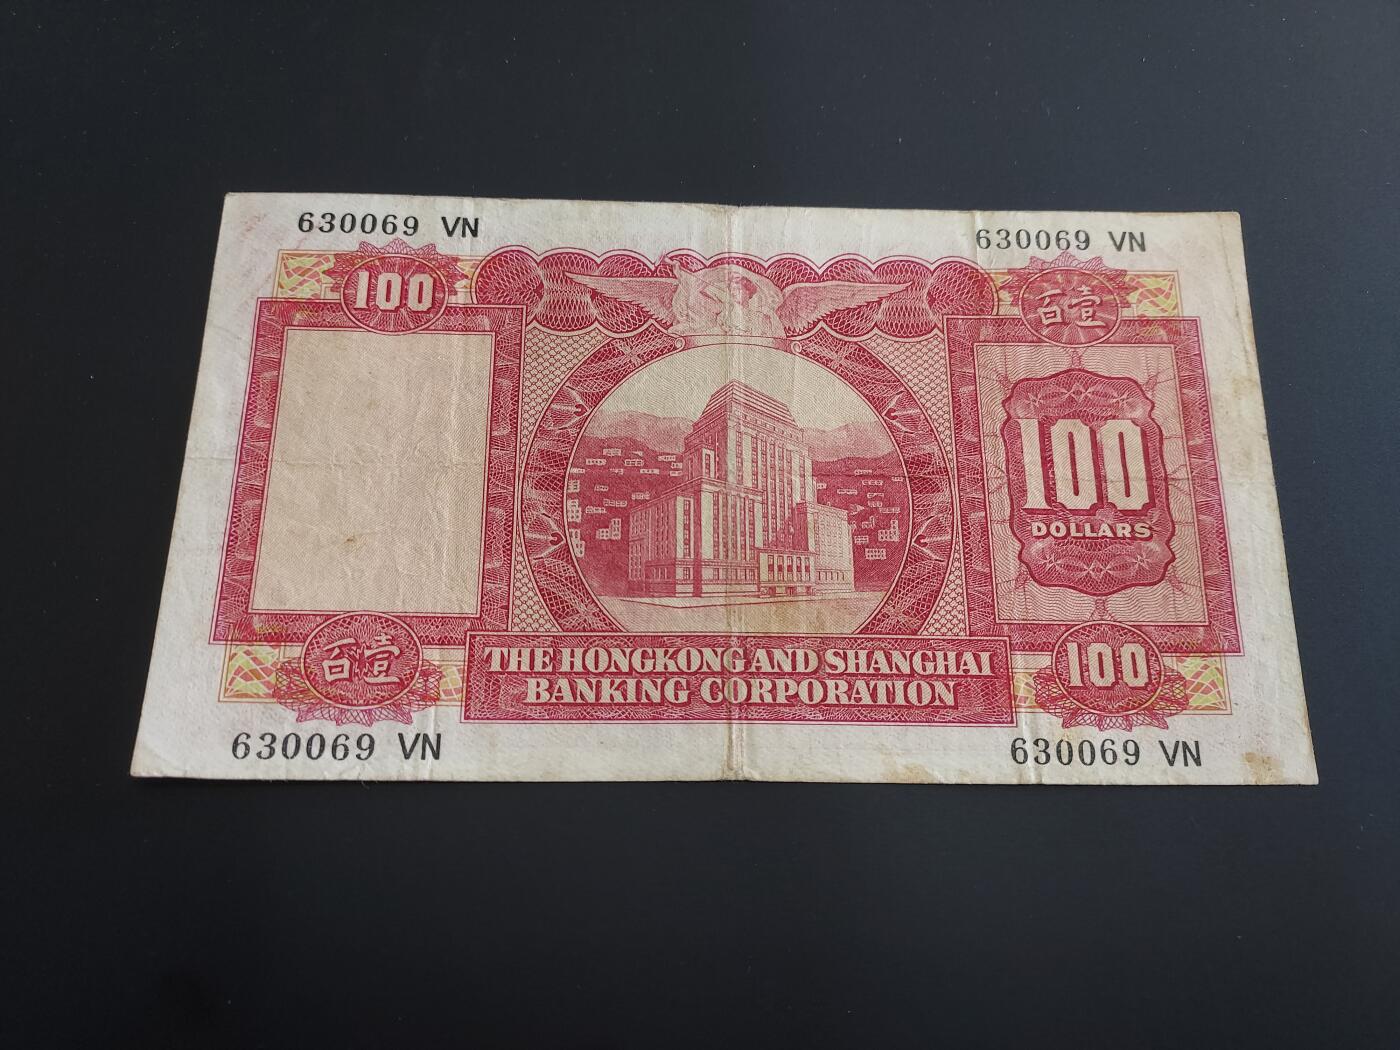 630069 VN
630069 VN
100
百壹
100
DOLLARS
百壹
THE HONGKONG AND SHANGHAI
BANKING CORPORATION
100
630069 VN
630069 VN